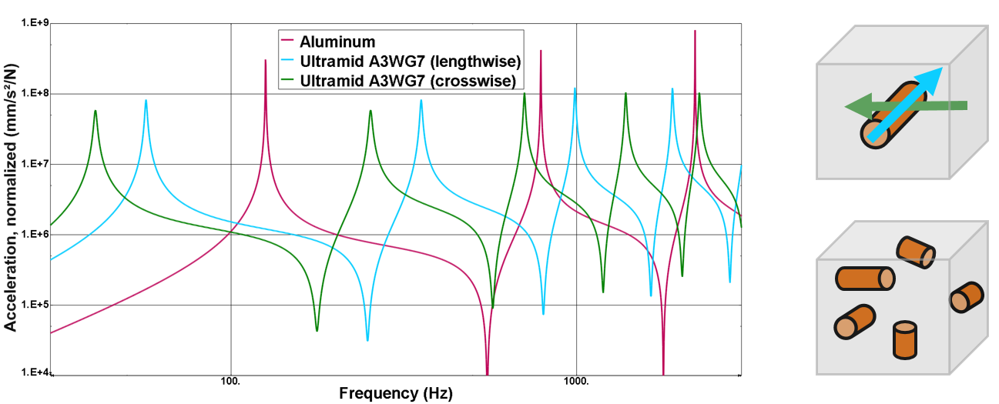 1.E+9
1.E+8
1.E+7
1.E+6
1.E+5
1.E+4
Acceleration, normalized (mm/s²/N)
Aluminum
Ultramid A3WG7 (lengthwise)
Ultramid A3WG7 (crosswise)
100.
1000.
Frequency (Hz)